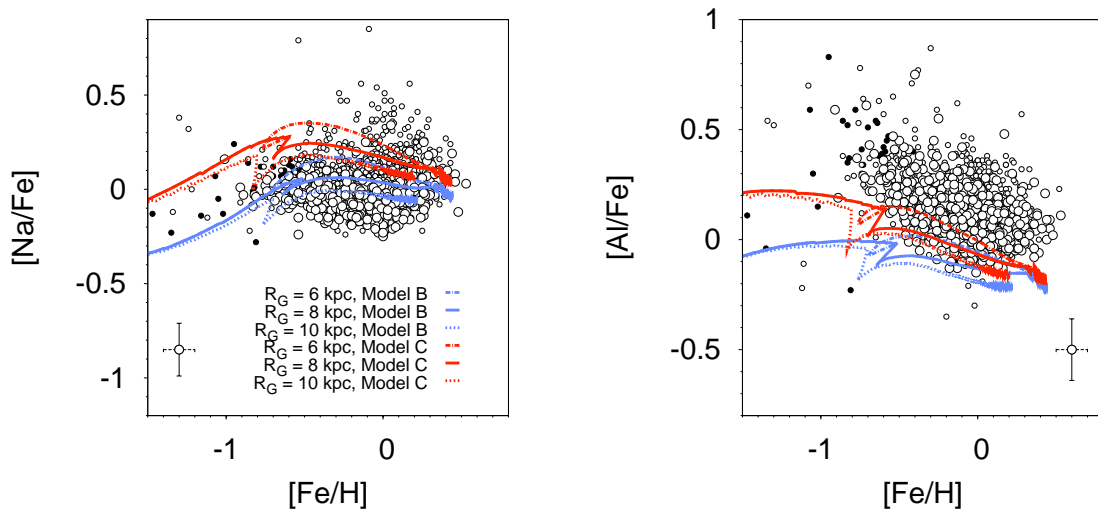 [Na/Fe]
0.5
0
-0.5
-1
R_G = 6 kpc, Model B
R_G = 8 kpc, Model B
R_G = 10 kpc, Model B
R_G = 6 kpc, Model C
R_G = 8 kpc, Model C
R_G = 10 kpc, Model C
-1 0
[Fe/H]
[Al/Fe]
1
0.5
0
-0.5
-1 0
[Fe/H]